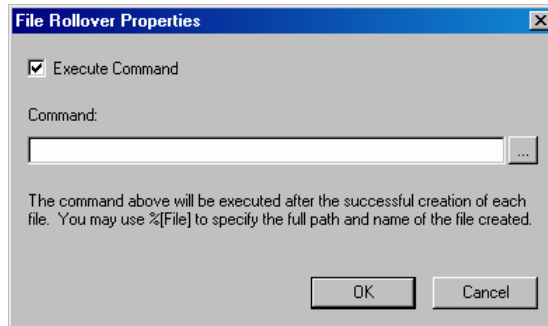 File Rollover Properties
Execute Command
Command:
...
The command above will be executed after the successful creation of each
file. You may use %[File] to specify the full path and name of the file created.
OK Cancel